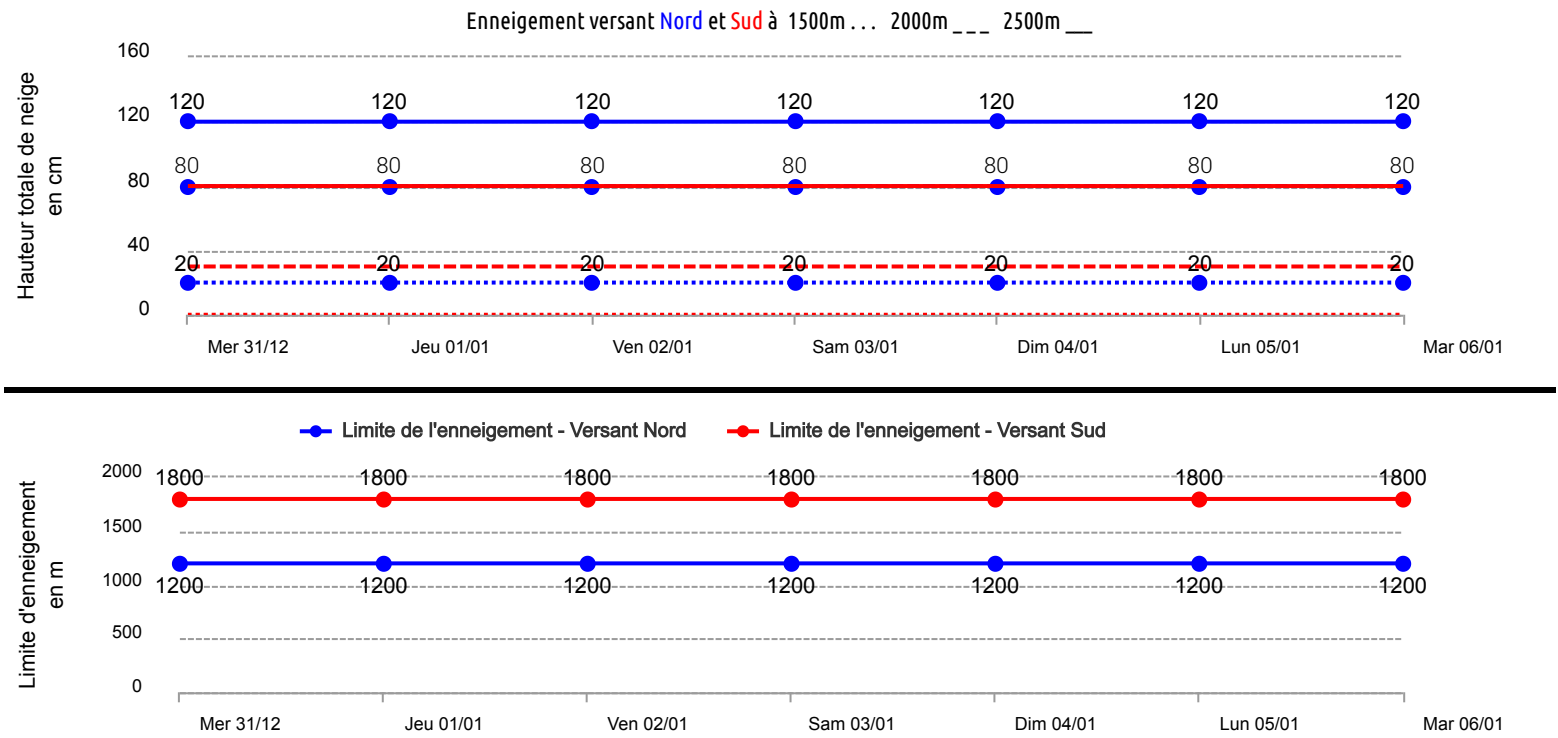 Enneigement versant Nord et Sud à 1500m . . . 2000m _ _ _ 2500m __
Hauteur totale de neige
en cm
160
120
80
40
0
120 120 120 120 120 120 120
80 80 80 80 80 80 80
20 20 20 20 20 20 20
Mer 31/12 Jeu 01/01 Ven 02/01 Sam 03/01 Dim 04/01 Lun 05/01 Mar 06/01
Limite de l'enneigement - Versant Nord Limite de l'enneigement - Versant Sud
Limite d'enneigement
en m
2000
1500
1000
500
0
1800 1800 1800 1800 1800 1800 1800
1200 1200 1200 1200 1200 1200 1200
Mer 31/12 Jeu 01/01 Ven 02/01 Sam 03/01 Dim 04/01 Lun 05/01 Mar 06/01